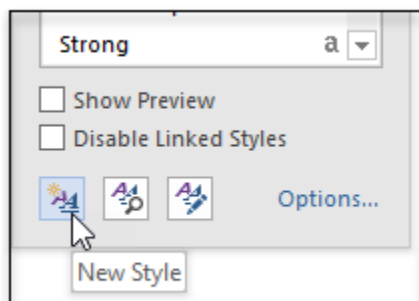 Strong a
Show Preview
Disable Linked Styles
Options...
New Style